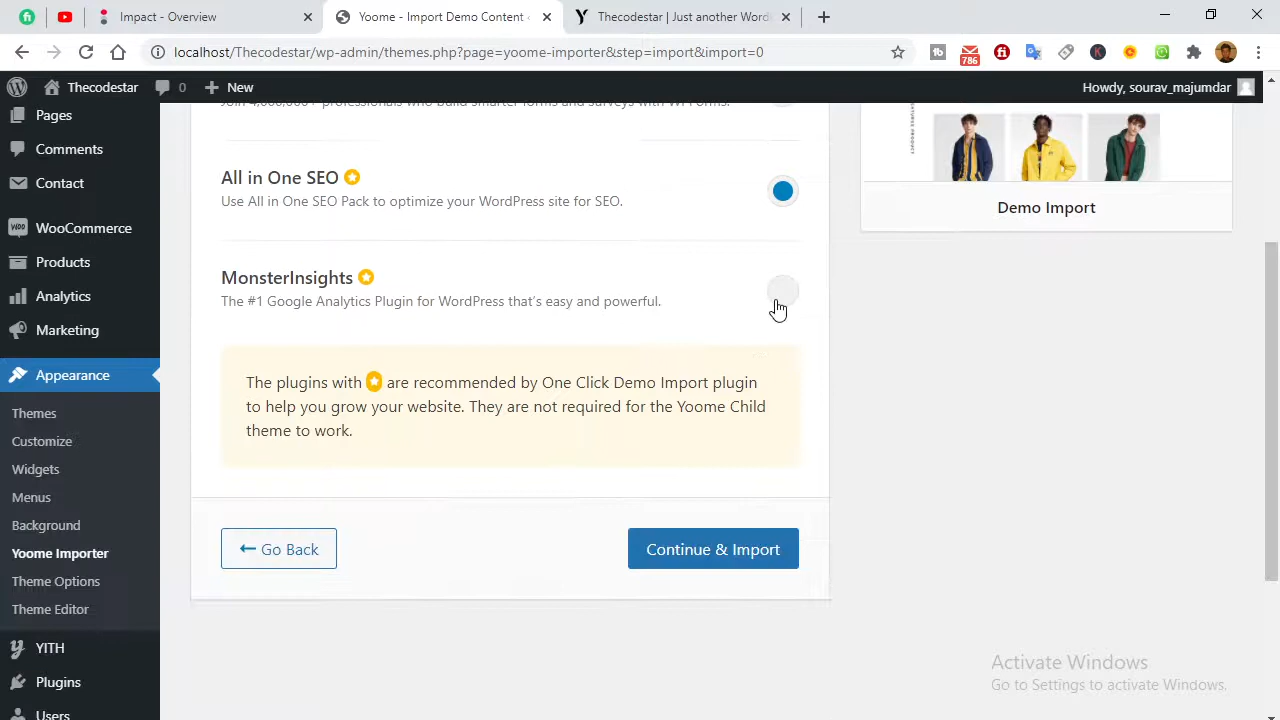 Impact - Overview
Yoome - Import Demo Content
Thecodestar | Just another Word
localhost/Thecodestar/wp-admin/themes.php?page=yoome-importer&step=import&import=0
786
Thecodestar
0
New
Howdy, sourav_majumdar
Pages
Comments
Contact
WooCommerce
Products
Analytics
Marketing
Appearance
Themes
Customize
Widgets
Menus
Background
Yoome Importer
Theme Options
Theme Editor
YITH
Plugins
Users
Join 4,000,000+ professionals who build smarter forms and surveys with WPForms.
All in One SEO
Use All in One SEO Pack to optimize your WordPress site for SEO.
MonsterInsights
The #1 Google Analytics Plugin for WordPress that's easy and powerful.
The plugins with are recommended by One Click Demo Import plugin
to help you grow your website. They are not required for the Yoome Child
theme to work.
Go Back
Continue & Import
Demo Import
Activate Windows
Go to Settings to activate Windows.